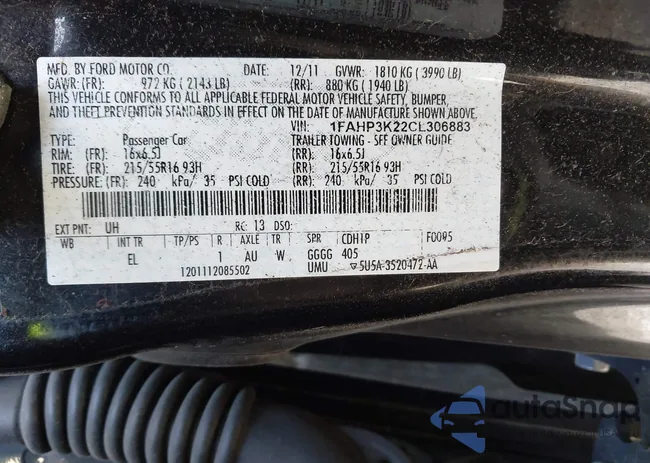 MFD. BY FORD MOTOR CO. DATE: 12/11 GVWR: 1810 KG ( 3990 LB)
GAWR: (FR): 972 KG ( 2143 LB) (RR): 880 KG ( 1940 LB)
THIS VEHICLE CONFORMS TO ALL APPLICABLE FEDERAL MOTOR VEHICLE SAFETY, BUMPER,
AND THEFT PREVENTION STANDARDS IN EFFECT ON THE DATE OF MANUFACTURE SHOWN ABOVE.
VIN: 1FAHP3K22CL306883
TYPE: Passenger Car TRAILER TOWING - SEE OWNER GUIDE
RIM: (FR): 16x6.5J (RR): 16x6.5J
TIRE: (FR): 215/55R16 93H (RR): 215/55R16 93H
PRESSURE: (FR): 240 kPa/ 35 PSI COLD (RR): 240 kPa/ 35 PSI COLD
EXT PNT: UH RC: 13 DSO: F0005
WB INT TR TP/PS R AXLE TR SPR CDH1P
EL 1 AU W GGGG 405
1201112085502 UMU ▽5U5A-3520472-AA
autoSnap